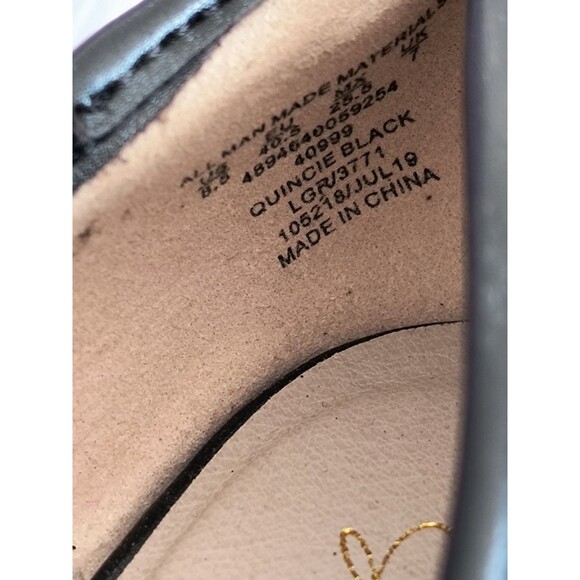 ALL MAN MADE MATERIALS
US EU MX UK
8.5 40.5 25.5 7
4894640059254
40999
QUINCIE BLACK
LGR/3771
105218/JUL19
MADE IN CHINA